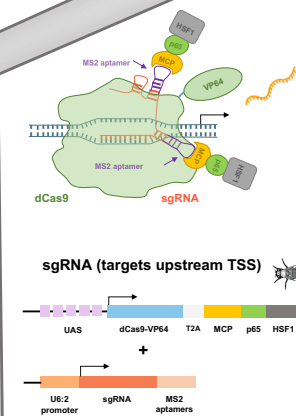 HSF1
p65
MS2 aptamer
MCP
VP64
MS2 aptamer
MCP
p65
HSF1
dCas9
sgRNA
sgRNA (targets upstream TSS)
UAS
dCas9-VP64
T2A
MCP
p65
HSF1
+
U6:2
promoter
sgRNA
MS2
aptamers